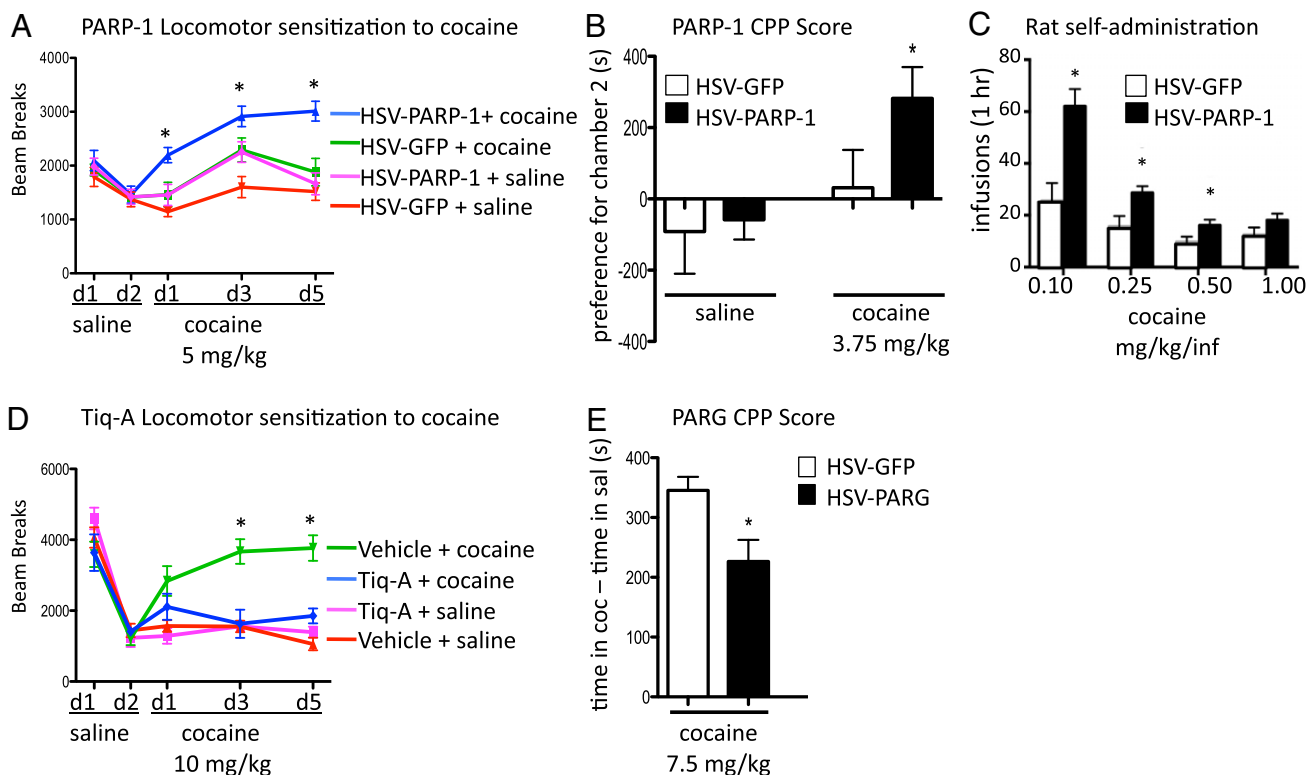 A PARP-1 Locomotor sensitization to cocaine
4000
3000
2000
1000
0
Beam Breaks
* * *
HSV-PARP-1+ cocaine
HSV-GFP + cocaine
HSV-PARP-1 + saline
HSV-GFP + saline
d1 d2 d1 d3 d5
saline cocaine
5 mg/kg
B PARP-1 CPP Score
400
200
0
-200
-400
preference for chamber 2 (s)
HSV-GFP
HSV-PARP-1
*
saline cocaine
3.75 mg/kg
C Rat self-administration
80
60
40
20
0
infusions (1 hr)
HSV-GFP
HSV-PARP-1
* * *
0.10 0.25 0.50 1.00
cocaine
mg/kg/inf
D Tiq-A Locomotor sensitization to cocaine
6000
4000
2000
0
Beam Breaks
* *
Vehicle + cocaine
Tiq-A + cocaine
Tiq-A + saline
Vehicle + saline
d1 d2 d1 d3 d5
saline cocaine
10 mg/kg
E PARG CPP Score
400
300
200
100
0
time in coc – time in sal (s)
HSV-GFP
HSV-PARG
*
cocaine
7.5 mg/kg